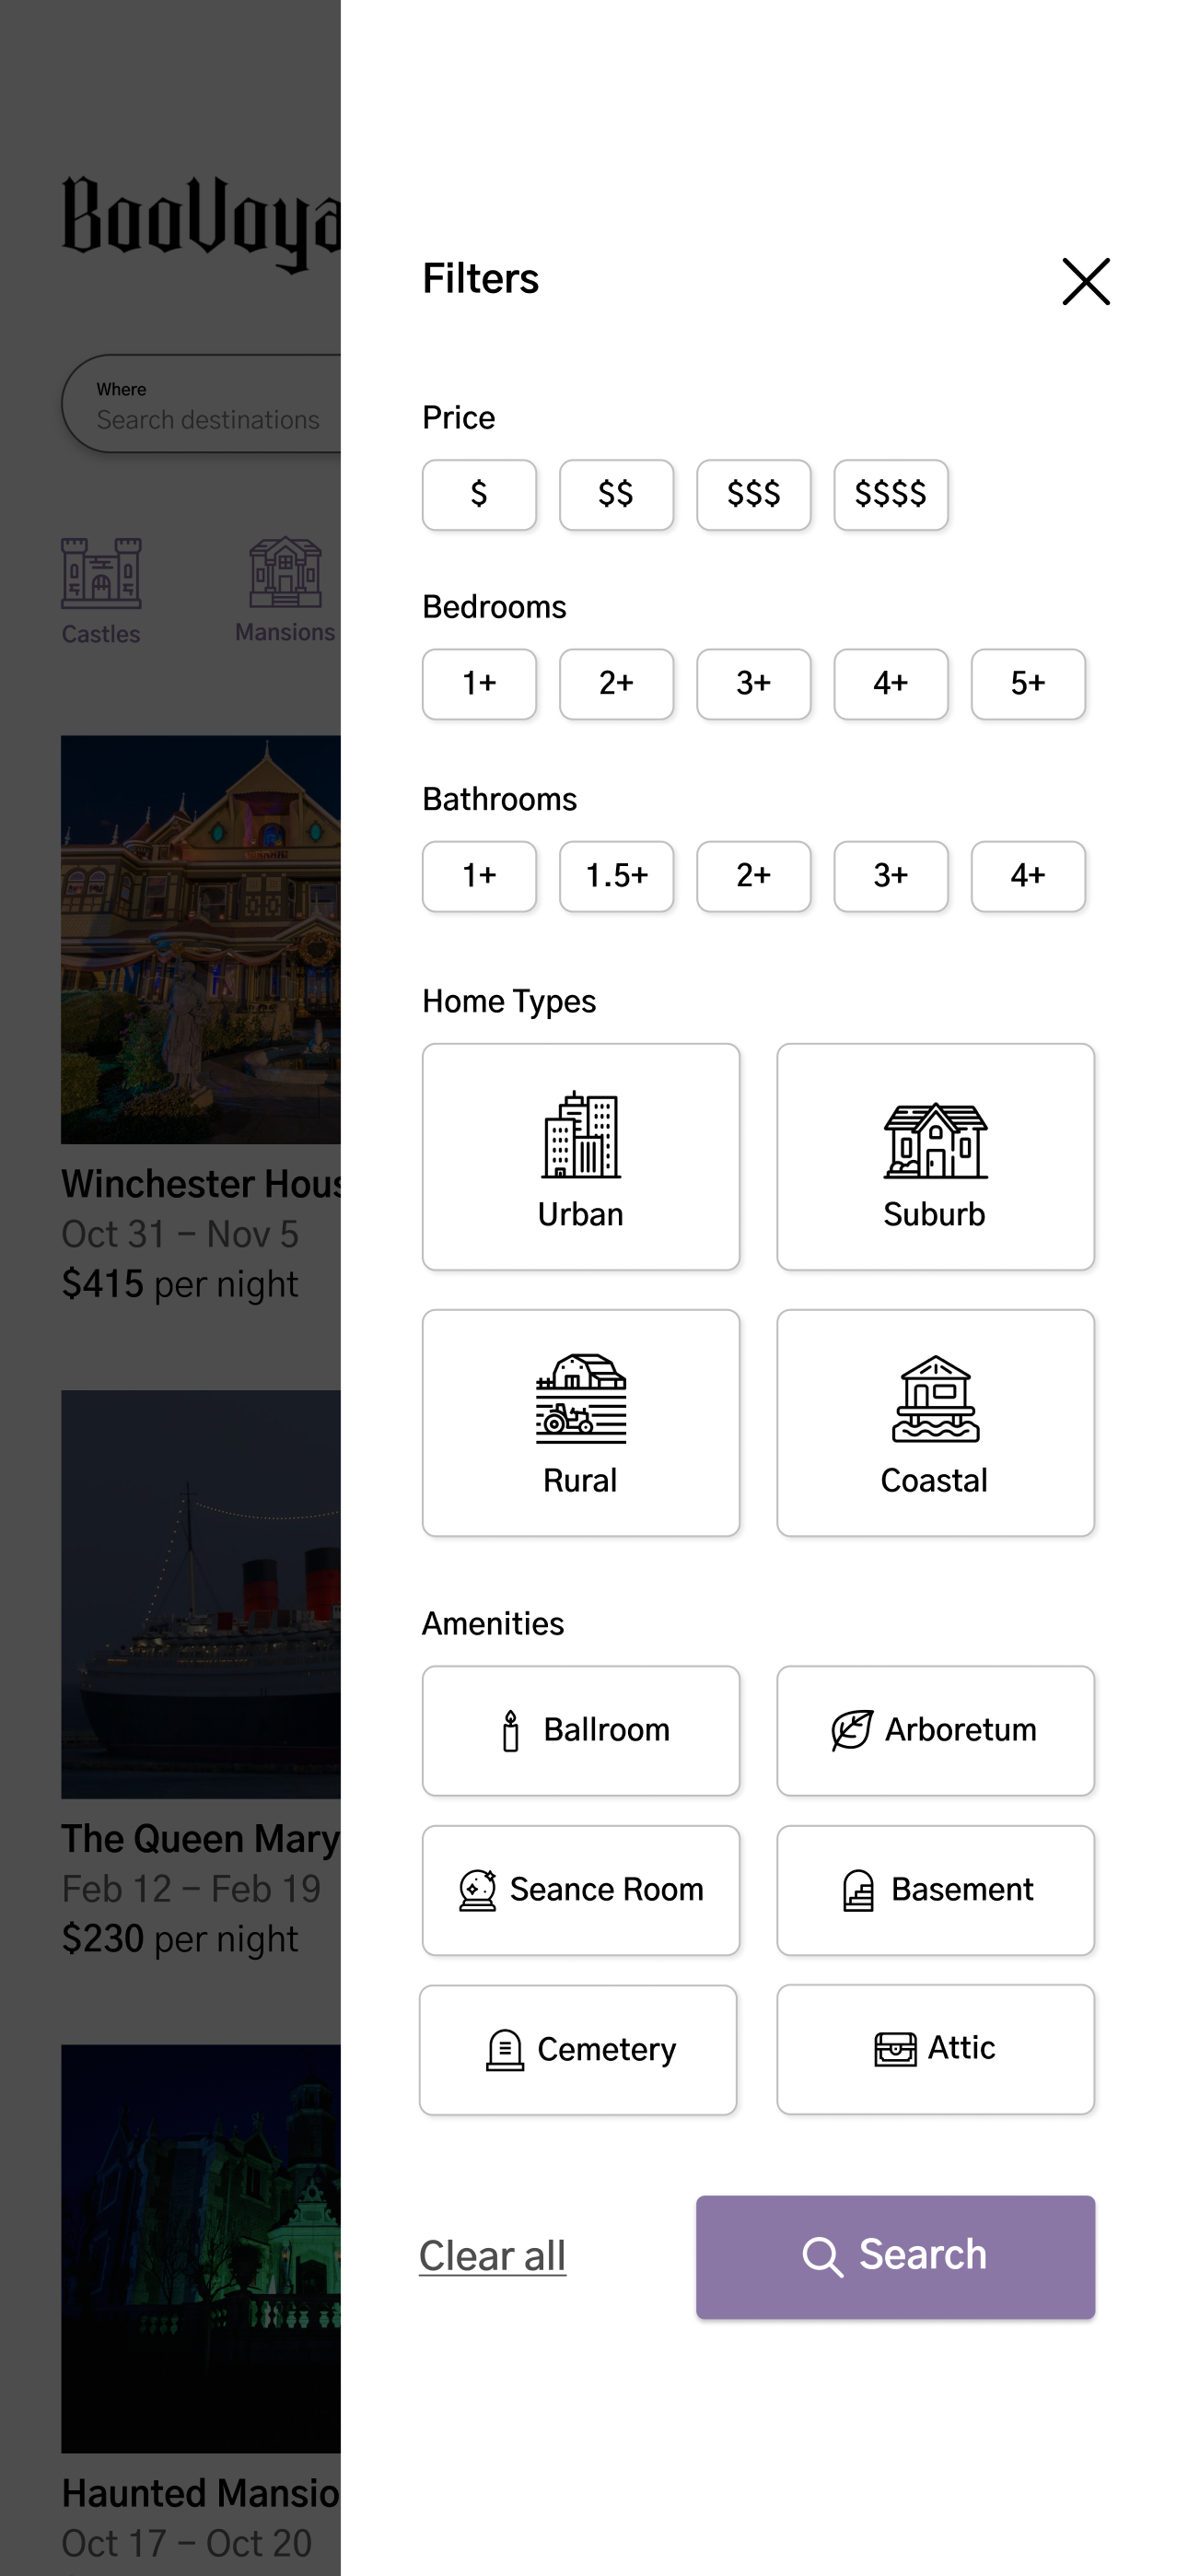 BooVoya
Where
Search destinations
Castles
Mansions
Winchester Hous
Oct 31 – Nov 5
$415 per night
The Queen Mary
Feb 12 – Feb 19
$230 per night
Haunted Mansio
Oct 17 – Oct 20
Filters
Price
$ $$ $$$ $$$$
Bedrooms
1+ 2+ 3+ 4+ 5+
Bathrooms
1+ 1.5+ 2+ 3+ 4+
Home Types
Urban Suburb
Rural Coastal
Amenities
Ballroom Arboretum
Seance Room Basement
Cemetery Attic
Clear all Search